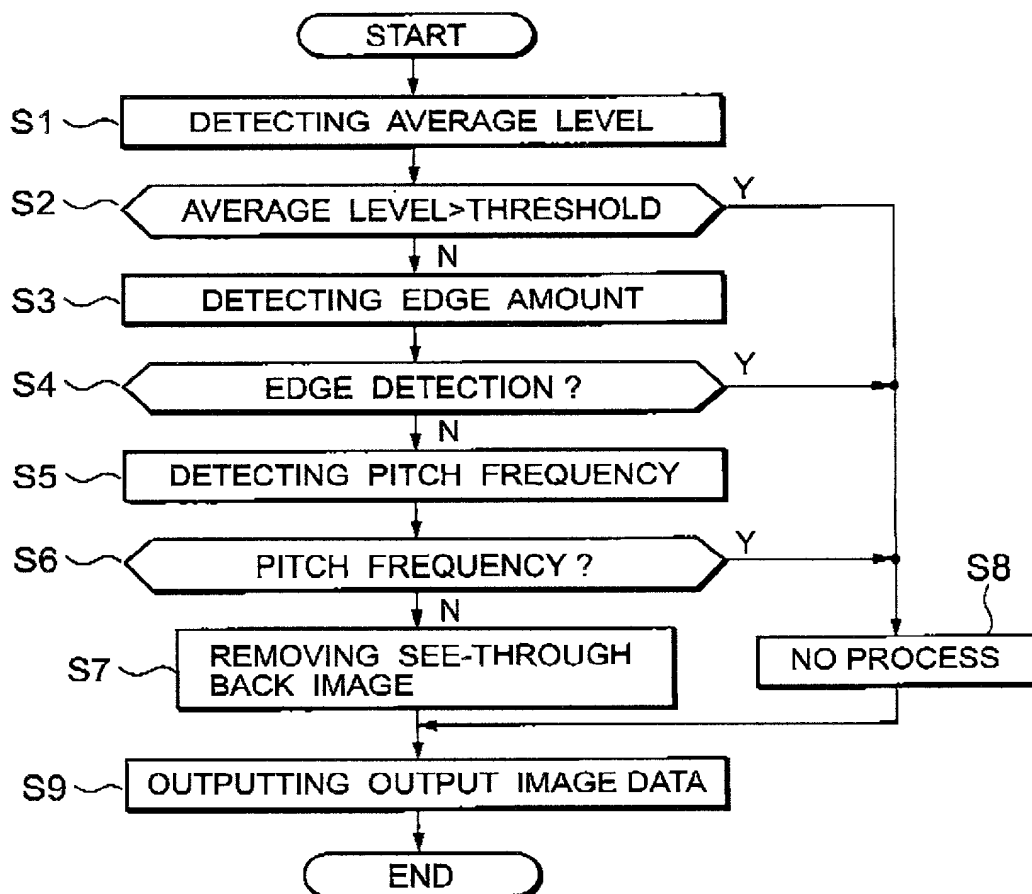 START
S1 DETECTING AVERAGE LEVEL
S2 AVERAGE LEVEL>THRESHOLD Y
N
S3 DETECTING EDGE AMOUNT
S4 EDGE DETECTION ? Y
N
S5 DETECTING PITCH FREQUENCY
S6 PITCH FREQUENCY ? Y
N
S7 REMOVING SEE-THROUGH
BACK IMAGE
S8
NO PROCESS
S9 OUTPUTTING OUTPUT IMAGE DATA
END